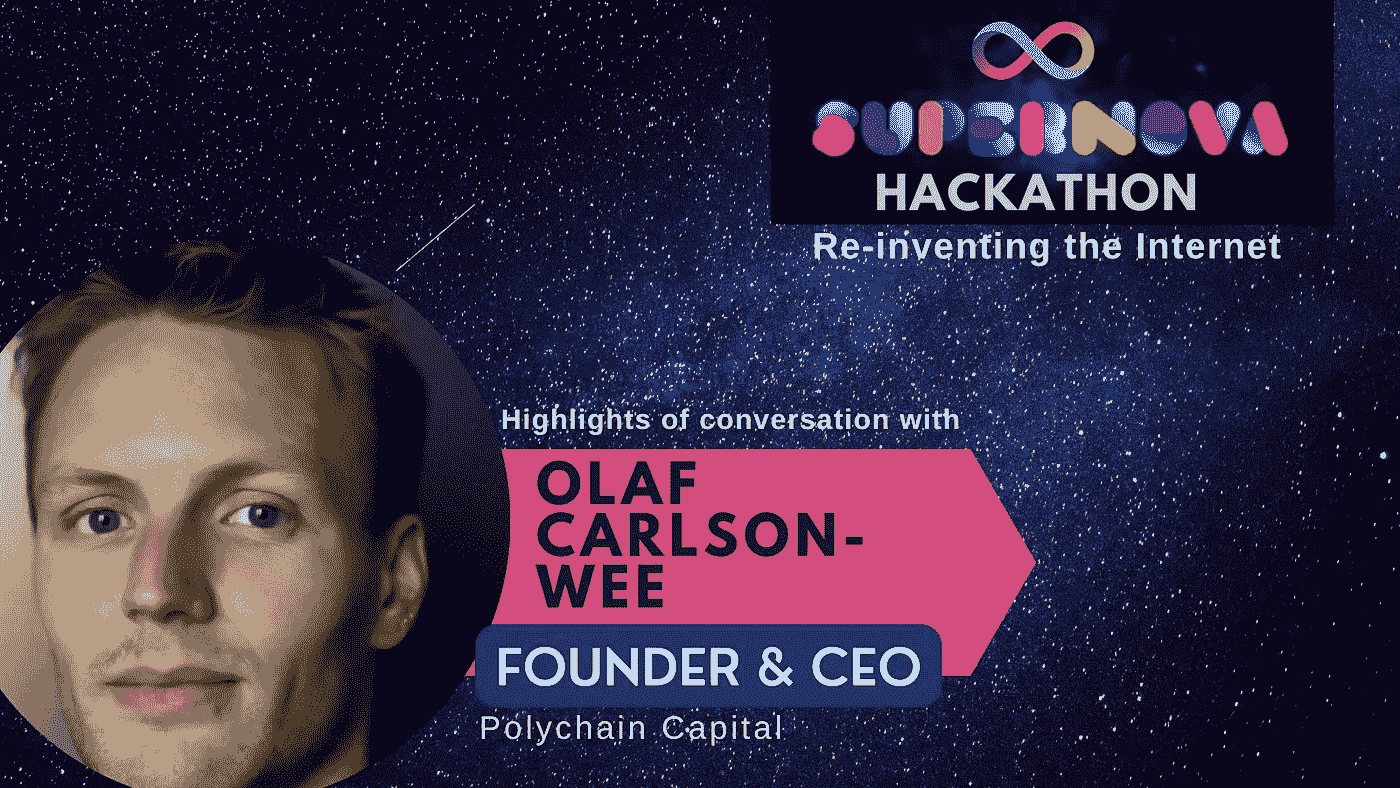 SUPERNOVA
HACKATHON
Re-inventing the Internet
Highlights of conversation with
OLAF
CARLSON-
WEE
FOUNDER & CEO
Polychain Capital